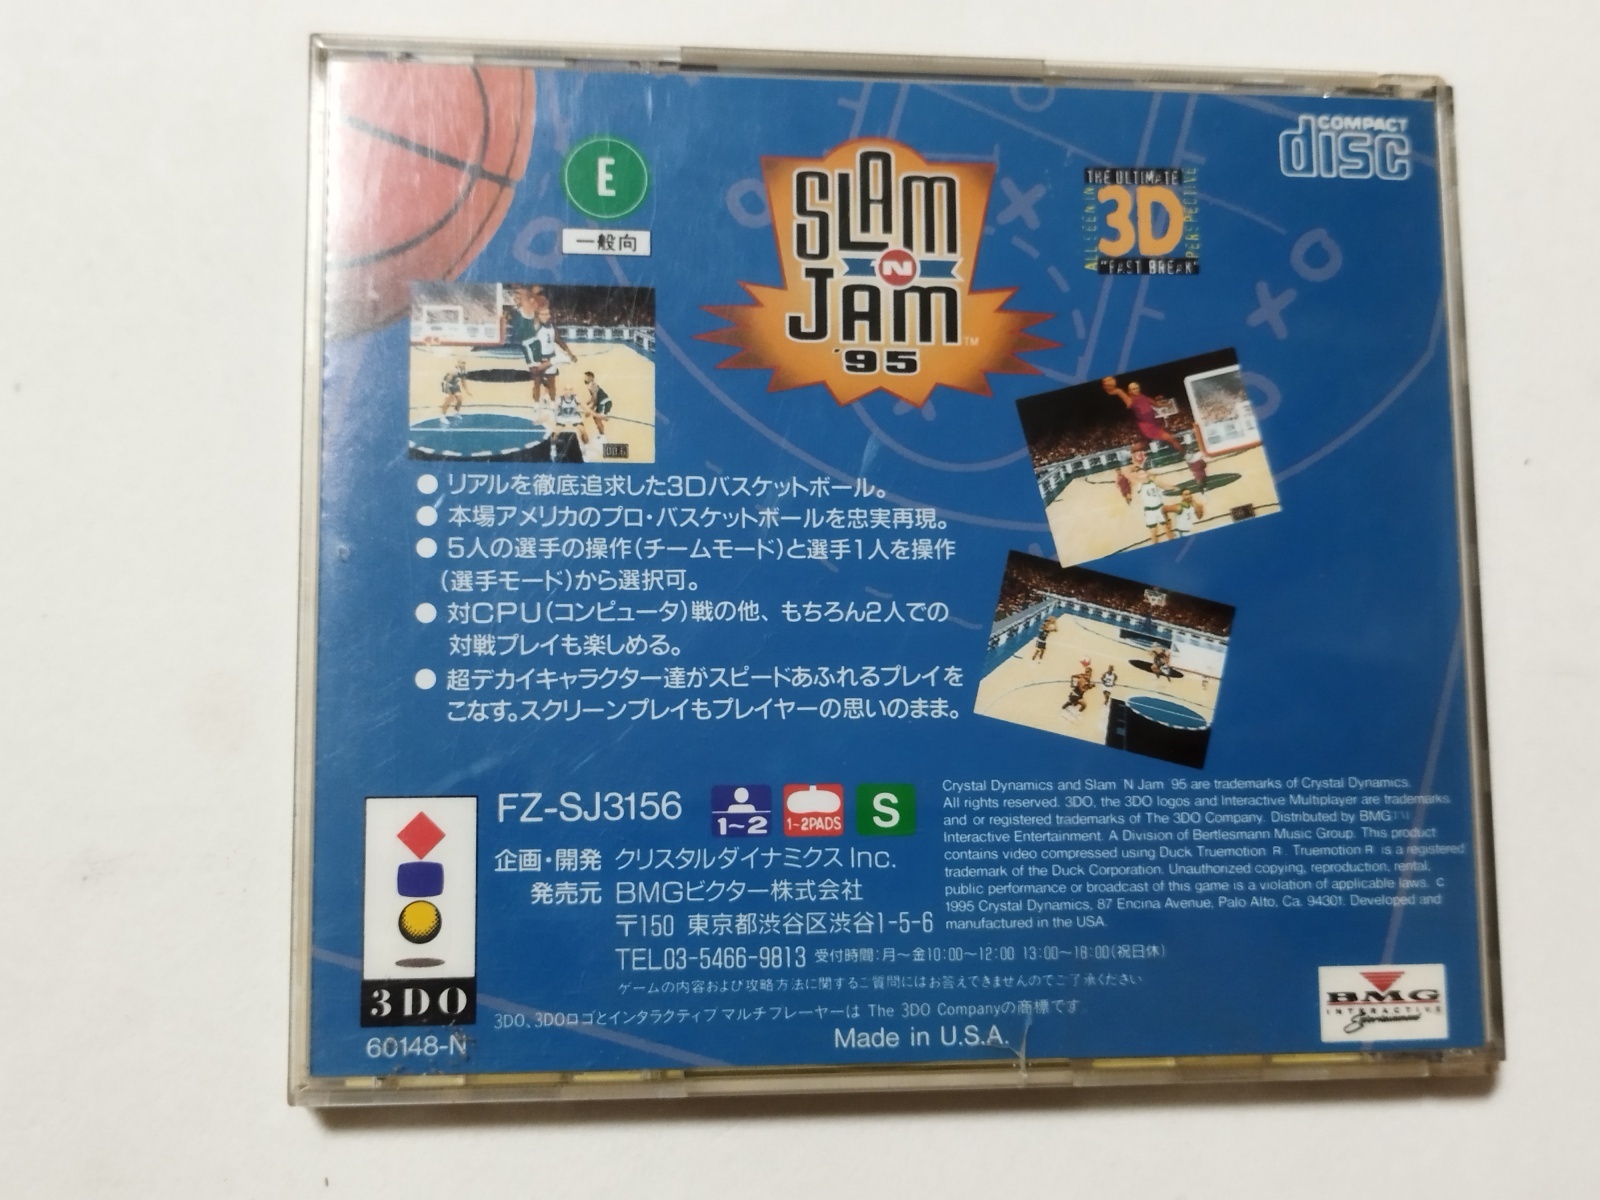 COMPACT
disc
E
一般向
SLAM
'N
JAM
'95
TM
THE ULTIMATE
ALL SEEING
3D
PERSPECTIVE
"FAST BREAK"
●リアルを徹底追求した3Dバスケットボール。
●本場アメリカのプロ・バスケットボールを忠実再現。
●5人の選手の操作(チームモード)と選手1人を操作
(選手モード)から選択可。
●対CPU(コンピュータ)戦の他、もちろん2人での
対戦プレイも楽しめる。
●超デカイキャラクター達がスピードあふれるプレイを
こなす。スクリーンプレイもプレイヤーの思いのまま。
FZ-SJ3156
1~2
1~2PADS
S
企画・開発 クリスタルダイナミクス Inc.
発売元 BMGビクター株式会社
〒150 東京都渋谷区渋谷1-5-6
TEL03-5466-9813 受付時間:月~金10:00~12:00 13:00~18:00(祝日休)
ゲームの内容および攻略方法に関するご質問にはお答えできませんのでご了承ください
3DO、3DOロゴとインタラクティブ マルチプレーヤーは The 3DO Companyの商標です
Made in U.S.A.
Crystal Dynamics and Slam 'N Jam '95 are trademarks of Crystal Dynamics.
All rights reserved. 3DO, the 3DO logos and Interactive Multiplayer are trademarks
and or registered trademarks of The 3DO Company. Distributed by BMG
Interactive Entertainment. A Division of Bertlesmann Music Group. This product
contains video compressed using Duck Truemotion R. Truemotion R is a registered
trademark of the Duck Corporation. Unauthorized copying, reproduction, rental,
public performance or broadcast of this game is a violation of applicable laws. C
1995 Crystal Dynamics, 87 Encina Avenue, Palo Alto, Ca. 94301. Developed and
manufactured in the USA.
3DO
60148-N
BMG
INTERACTIVE
Entertainment